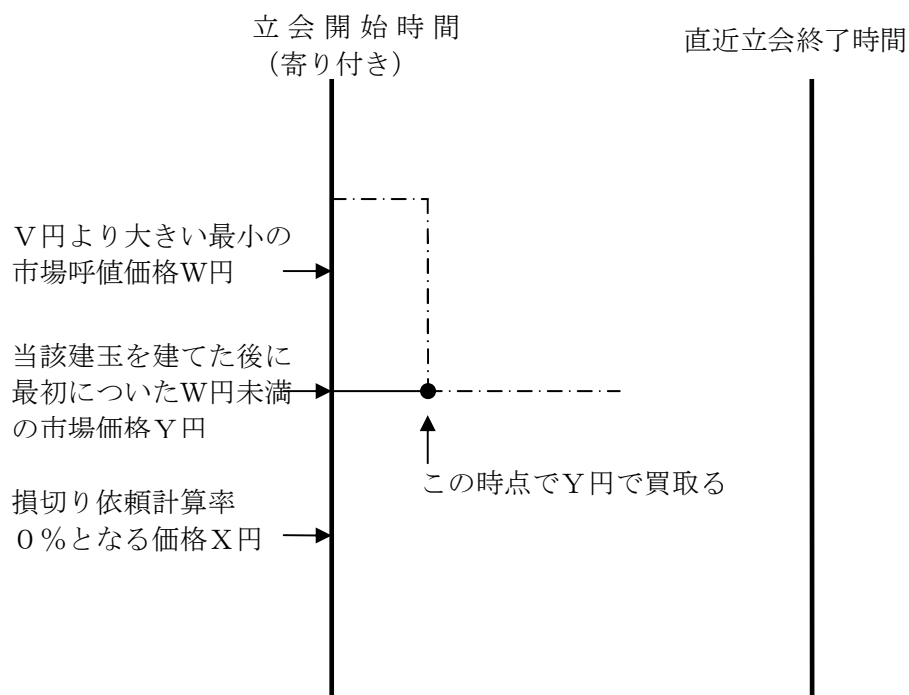 立会開始時間
（寄り付き）
直近立会終了時間
Ｖ円より大きい最小の
市場呼値価格Ｗ円
当該建玉を建てた後に
最初についたＷ円未満
の市場価格Ｙ円
この時点でＹ円で買取る
損切り依頼計算率
０％となる価格Ｘ円